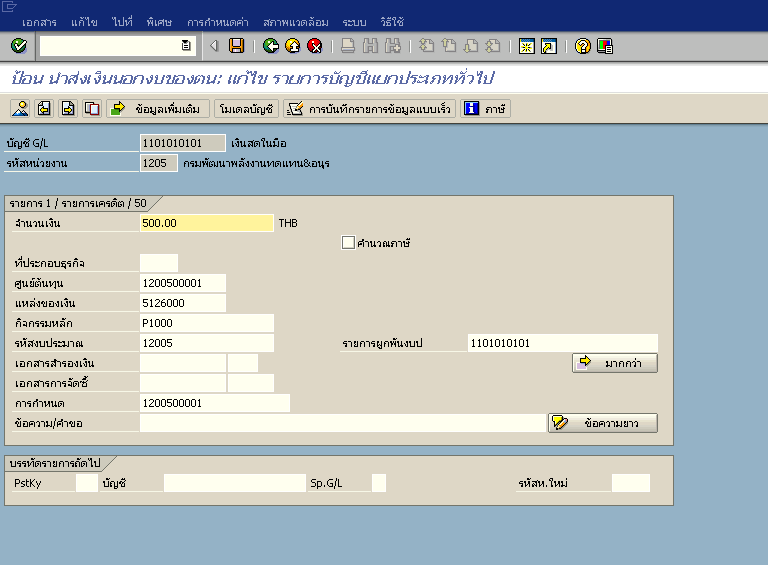 เอกสาร แก้ไข ไปที่ พิเศษ การกำหนดค่า สภาพแวดล้อม ระบบ วิธีใช้
ป้อน นำส่งเงินนอกงบของตน: แก้ไข รายการบัญชีแยกประเภททั่วไป
ข้อมูลเพิ่มเติม โมเดลบัญชี การบันทึกรายการข้อมูลแบบเร็ว ภาษี
บัญชี G/L 1101010101 เงินสดในมือ
รหัสหน่วยงาน 1205 กรมพัฒนาพลังงานทดแทน&อนุร
รายการ 1 / รายการเครดิต / 50
จำนวนเงิน 500.00 THB
คำนวณภาษี
ที่ประกอบธุรกิจ
ศูนย์ต้นทุน 1200500001
แหล่งของเงิน 5126000
กิจกรรมหลัก P1000
รหัสงบประมาณ 12005 รายการผูกพันงบป 1101010101
เอกสารสำรองเงิน มากกว่า
เอกสารการจัดซื้
การกำหนด 1200500001
ข้อความ/คำขอ ข้อความยาว
บรรทัดรายการถัดไป
PstKy บัญชี Sp.G/L รหัสห.ใหม่